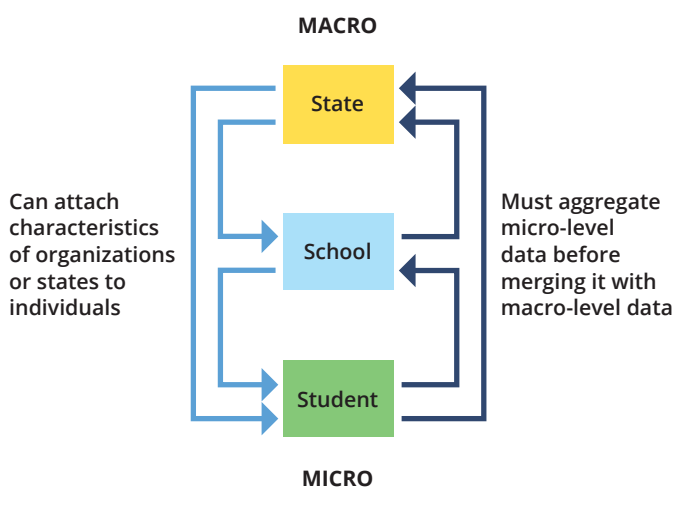 MACRO
State
Can attach
characteristics
of organizations
or states to
individuals
School
Must aggregate
micro-level
data before
merging it with
macro-level data
Student
MICRO